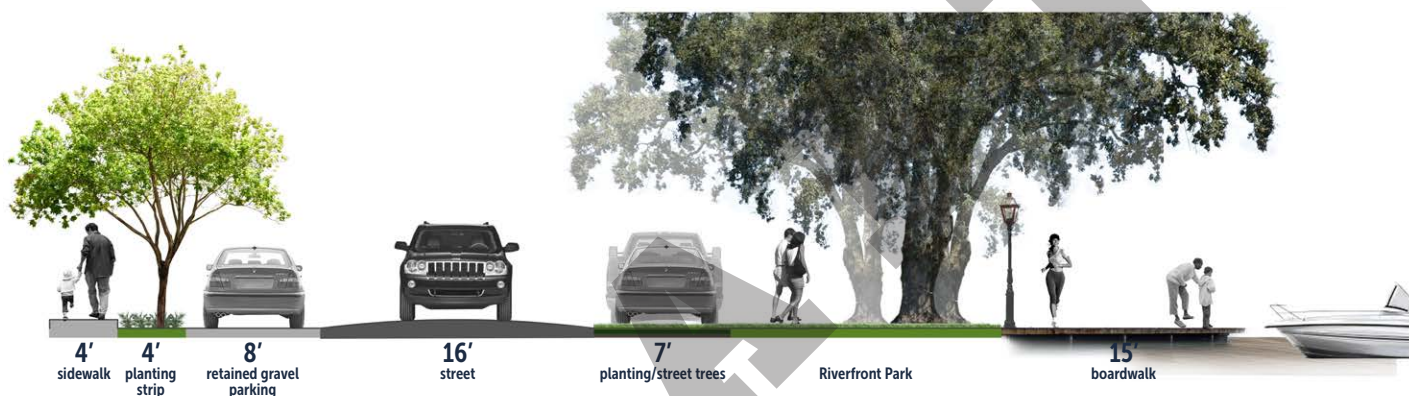 4′
sidewalk
4′
planting
strip
8′
retained gravel
parking
16′
street
7′
planting/street trees
Riverfront Park
15′
boardwalk